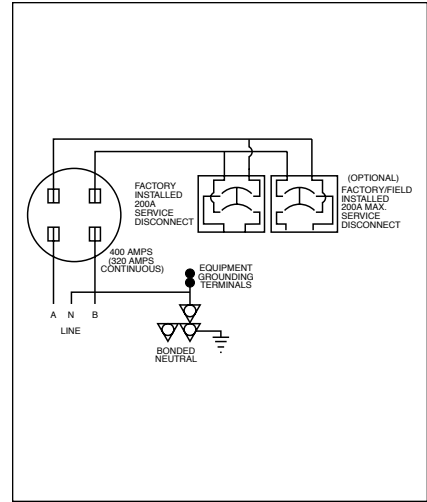 (OPTIONAL)
FACTORY
INSTALLED
200A
SERVICE
DISCONNECT
FACTORY/FIELD
INSTALLED
200A MAX.
SERVICE
DISCONNECT
400 AMPS
(320 AMPS
CONTINUOUS)
EQUIPMENT
GROUNDING
TERMINALS
A N B
LINE
BONDED
NEUTRAL